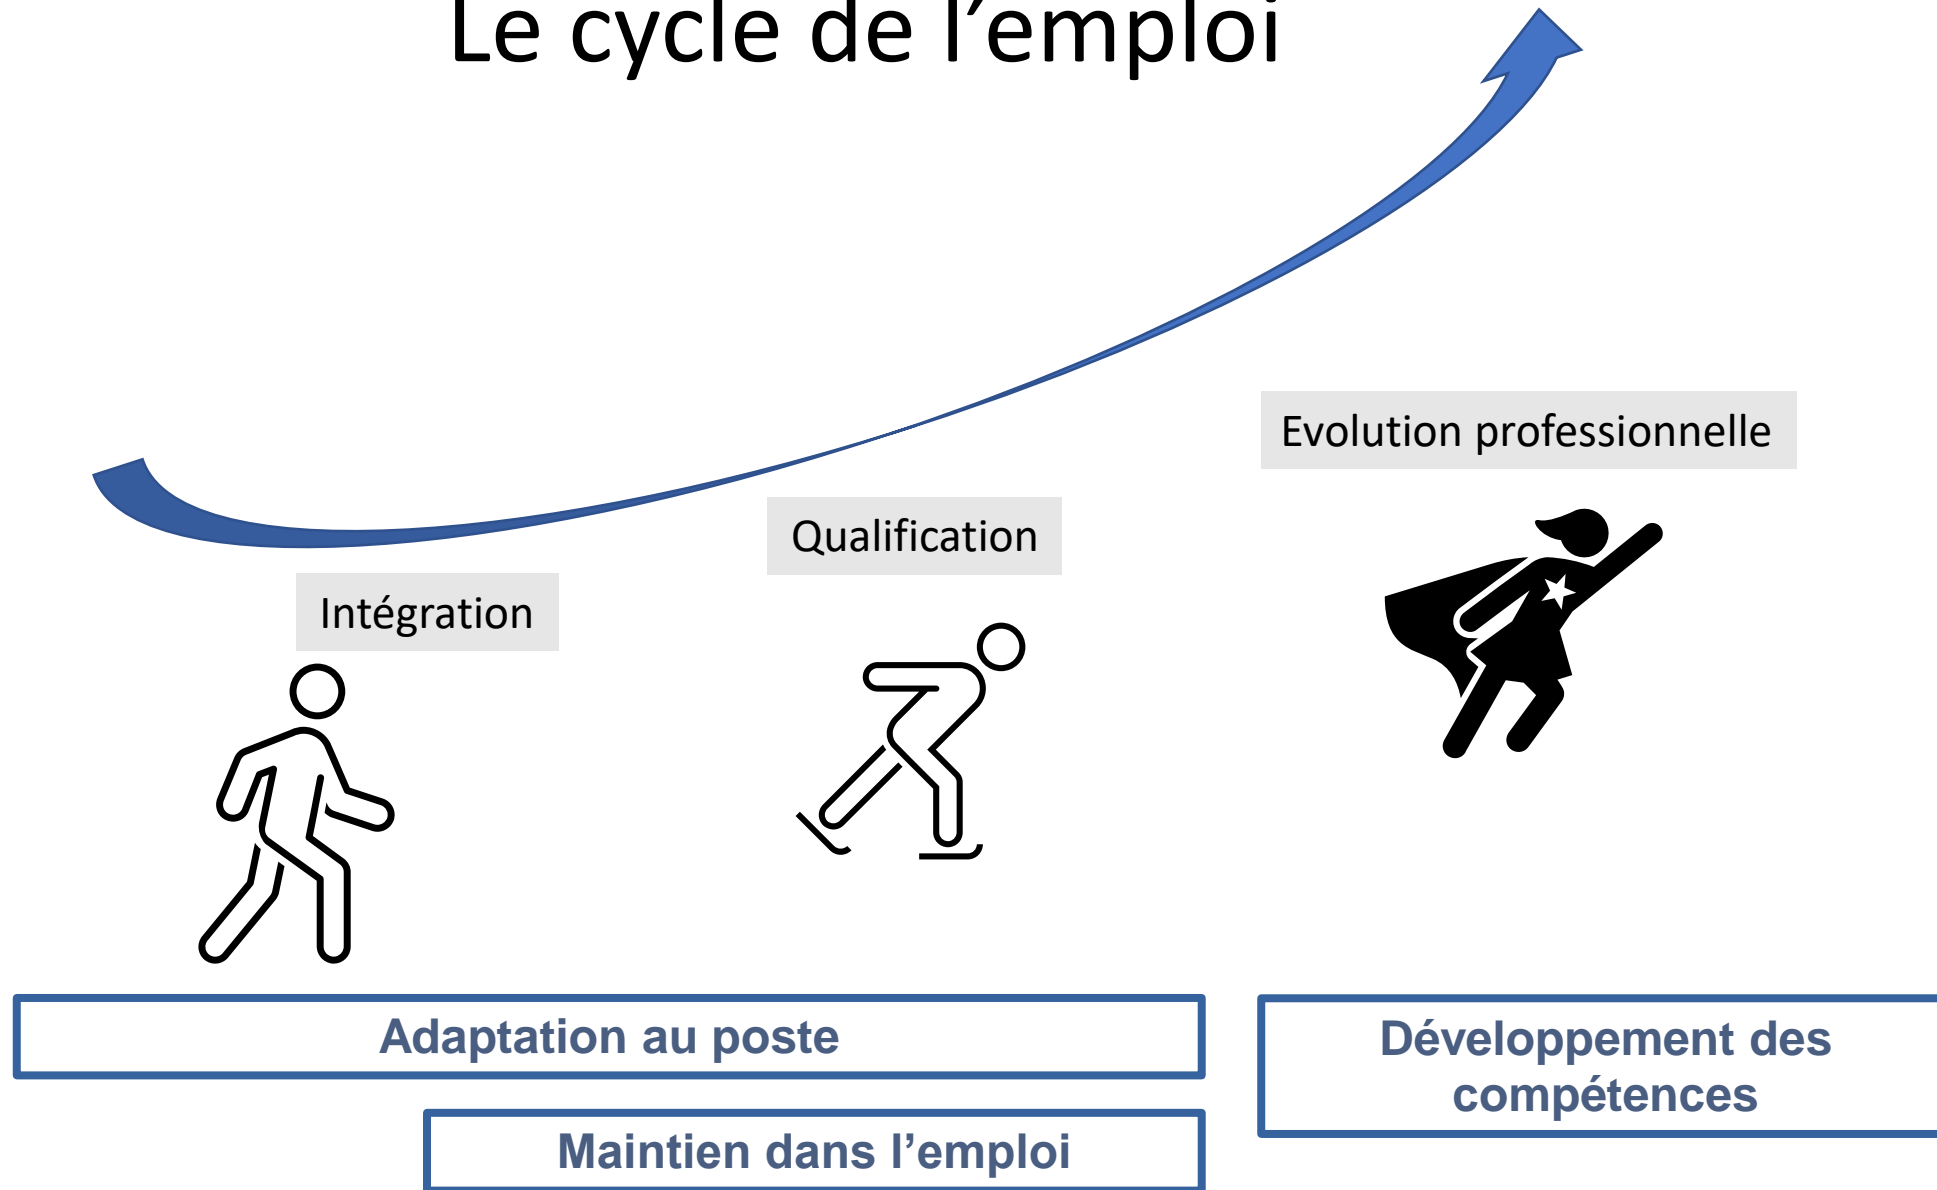 Le cycle de l’emploi
Evolution professionnelle
Qualification
Intégration
Adaptation au poste
Développement des
compétences
Maintien dans l’emploi